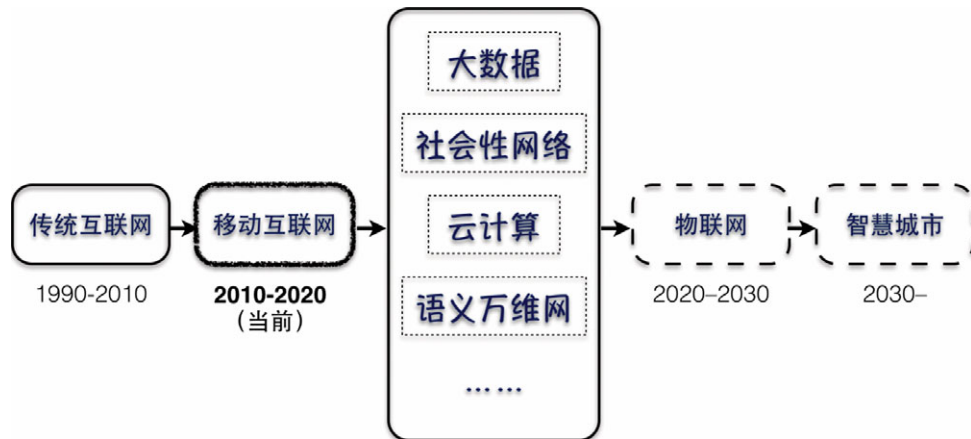 传统互联网
1990-2010
移动互联网
2010-2020
（当前）
大数据
社会性网络
云计算
语义万维网
……
物联网
2020–2030
智慧城市
2030–